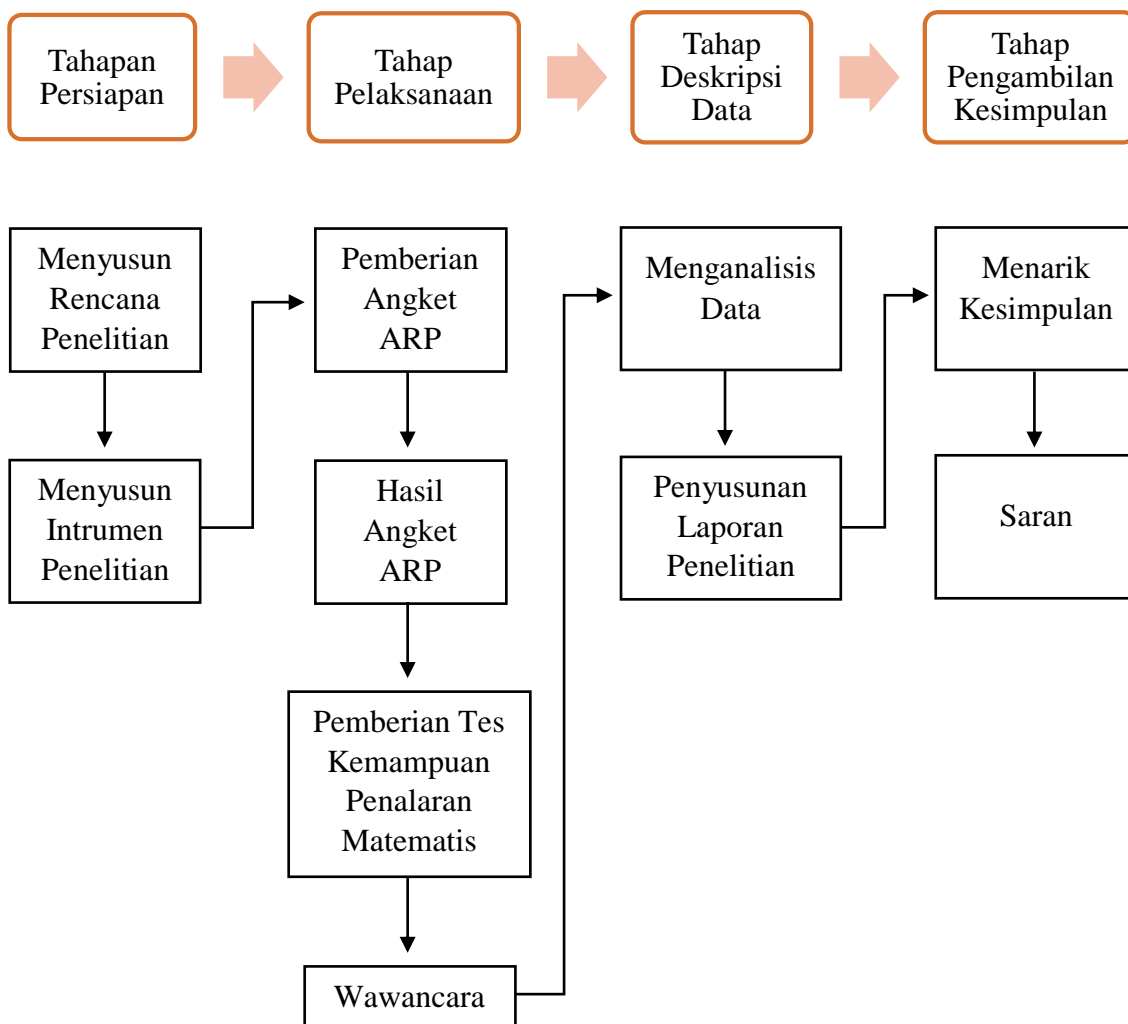 Tahapan
Persiapan
Tahap
Pelaksanaan
Tahap
Deskripsi
Data
Tahap
Pengambilan
Kesimpulan
Menyusun
Rencana
Penelitian
Menyusun
Intrumen
Penelitian
Pemberian
Angket
ARP
Hasil
Angket
ARP
Pemberian Tes
Kemampuan
Penalaran
Matematis
Wawancara
Menganalisis
Data
Penyusunan
Laporan
Penelitian
Menarik
Kesimpulan
Saran